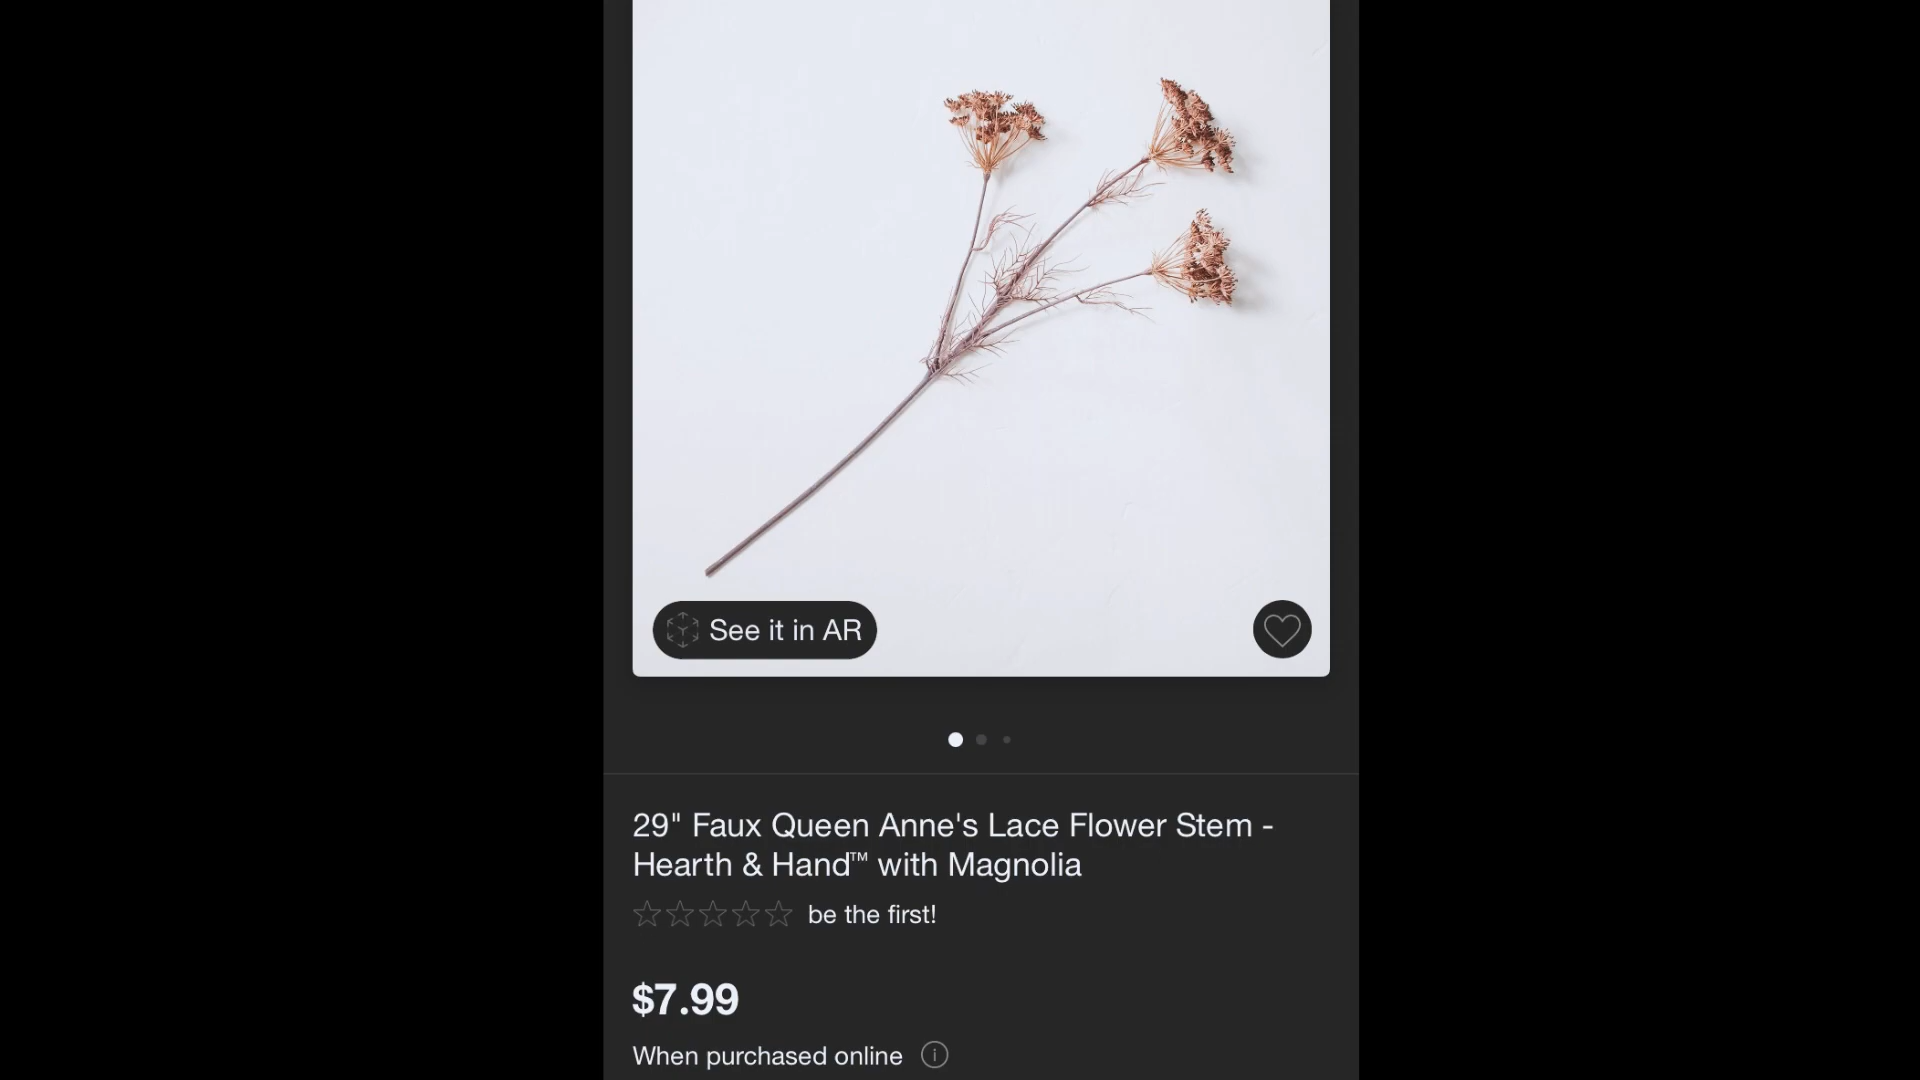 See it in AR
29" Faux Queen Anne's Lace Flower Stem -
Hearth & Hand™ with Magnolia
be the first!
$7.99
When purchased online